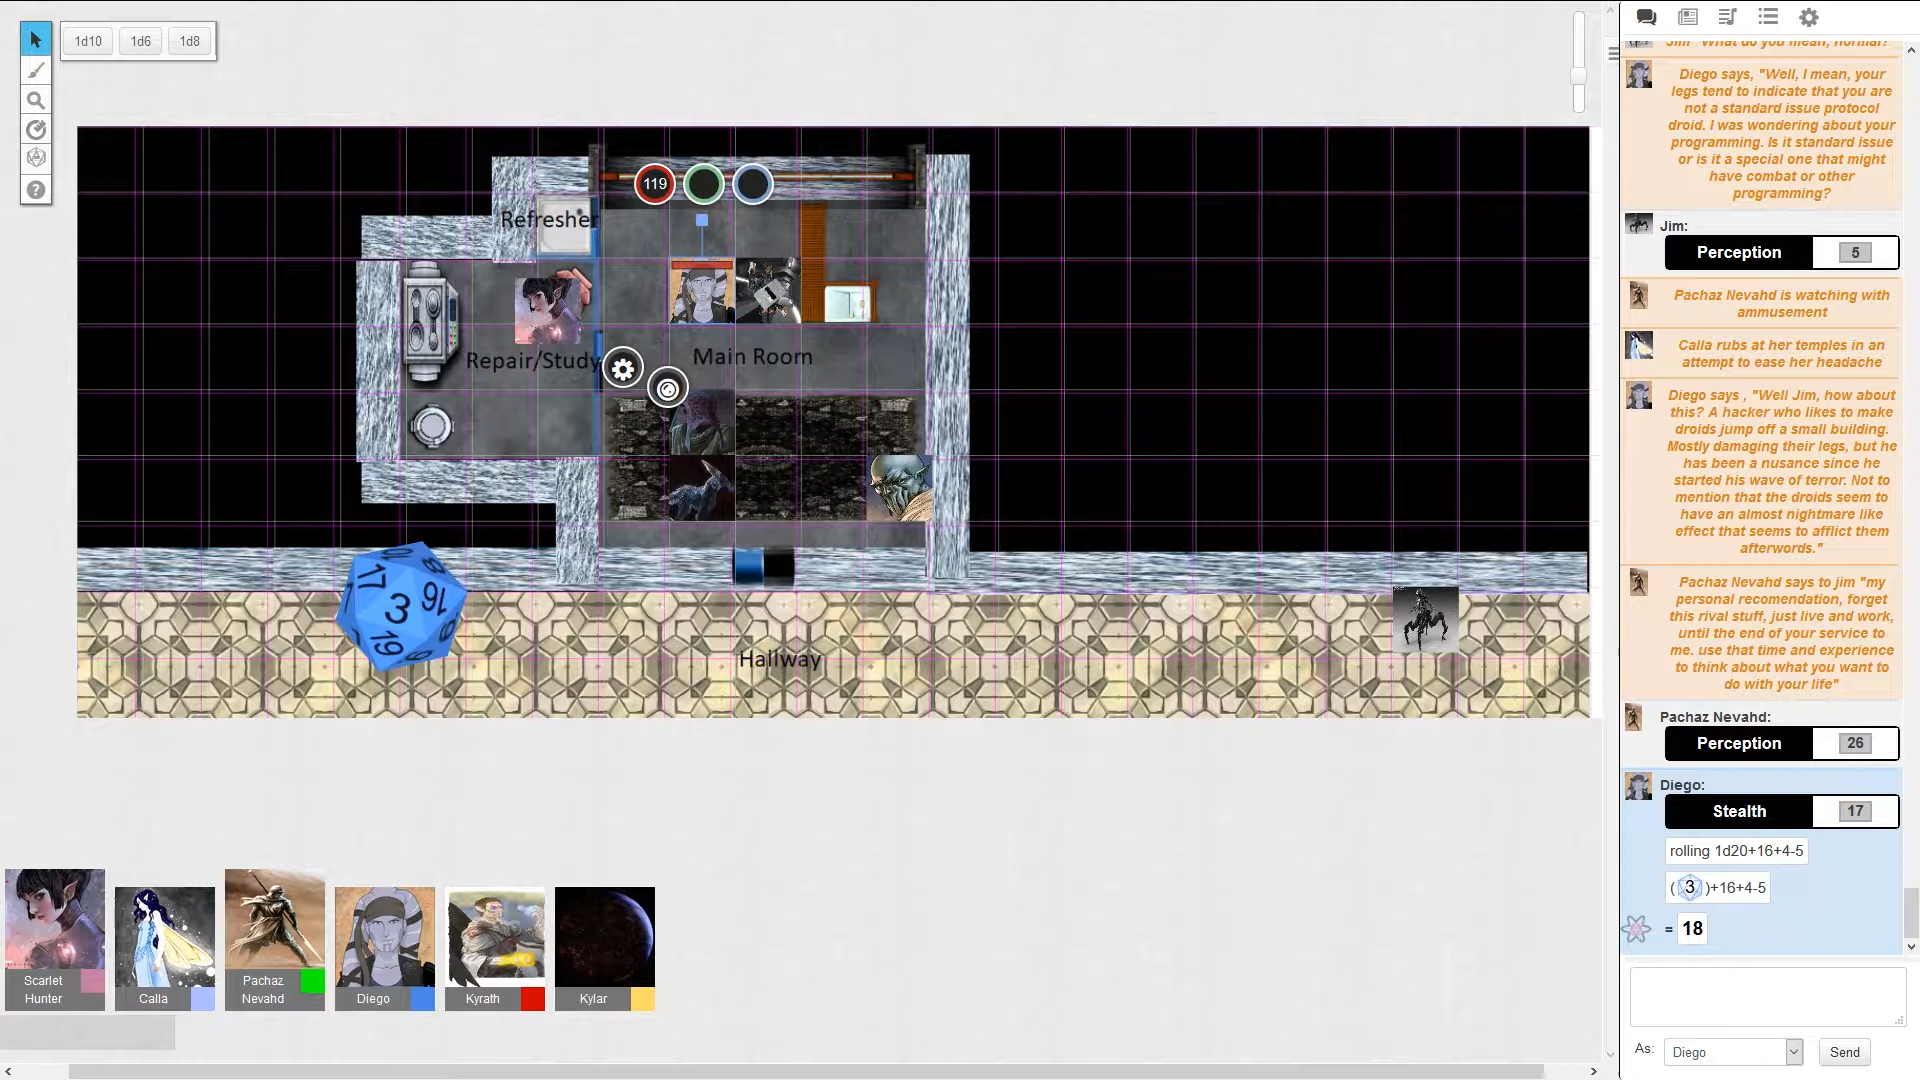 1d10 1d6 1d8
119
Refresher
Repair/Study
Main Room
Hallway
17 3 19
Scarlet
Hunter
Calla
Pachaz
Nevahd
Diego
Kyrath
Kylar
Jim "What do you mean, normal?"
Diego says, "Well, I mean, your
legs tend to indicate that you are
not a standard issue protocol
droid. I was wondering about your
programming. Is it standard issue
or is it a special one that might
have combat or other
programming?
Jim:
Perception 5
Pachaz Nevahd is watching with
ammusement
Calla rubs at her temples in an
attempt to ease her headache
Diego says , "Well Jim, how about
this? A hacker who likes to make
droids jump off a small building.
Mostly damaging their legs, but he
has been a nusance since he
started his wave of terror. Not to
mention that the droids seem to
have an almost nightmare like
effect that seems to afflict them
afterwords."
Pachaz Nevahd says to jim "my
personal recomendation, forget
this rival stuff, just live and work,
until the end of your service to
me. use that time and experience
to think about what you want to
do with your life"
Pachaz Nevahd:
Perception 26
Diego:
Stealth 17
rolling 1d20+16+4-5
(3)+16+4-5
= 18
As: Diego Send